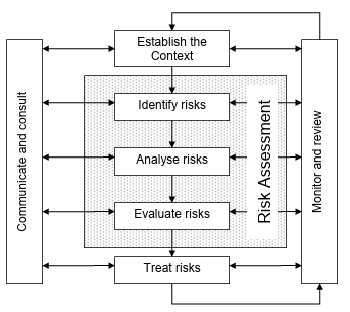 Establish the
Context
Communicate and consult
Identify risks
Analyse risks
Evaluate risks
Risk Assessment
Monitor and review
Treat risks